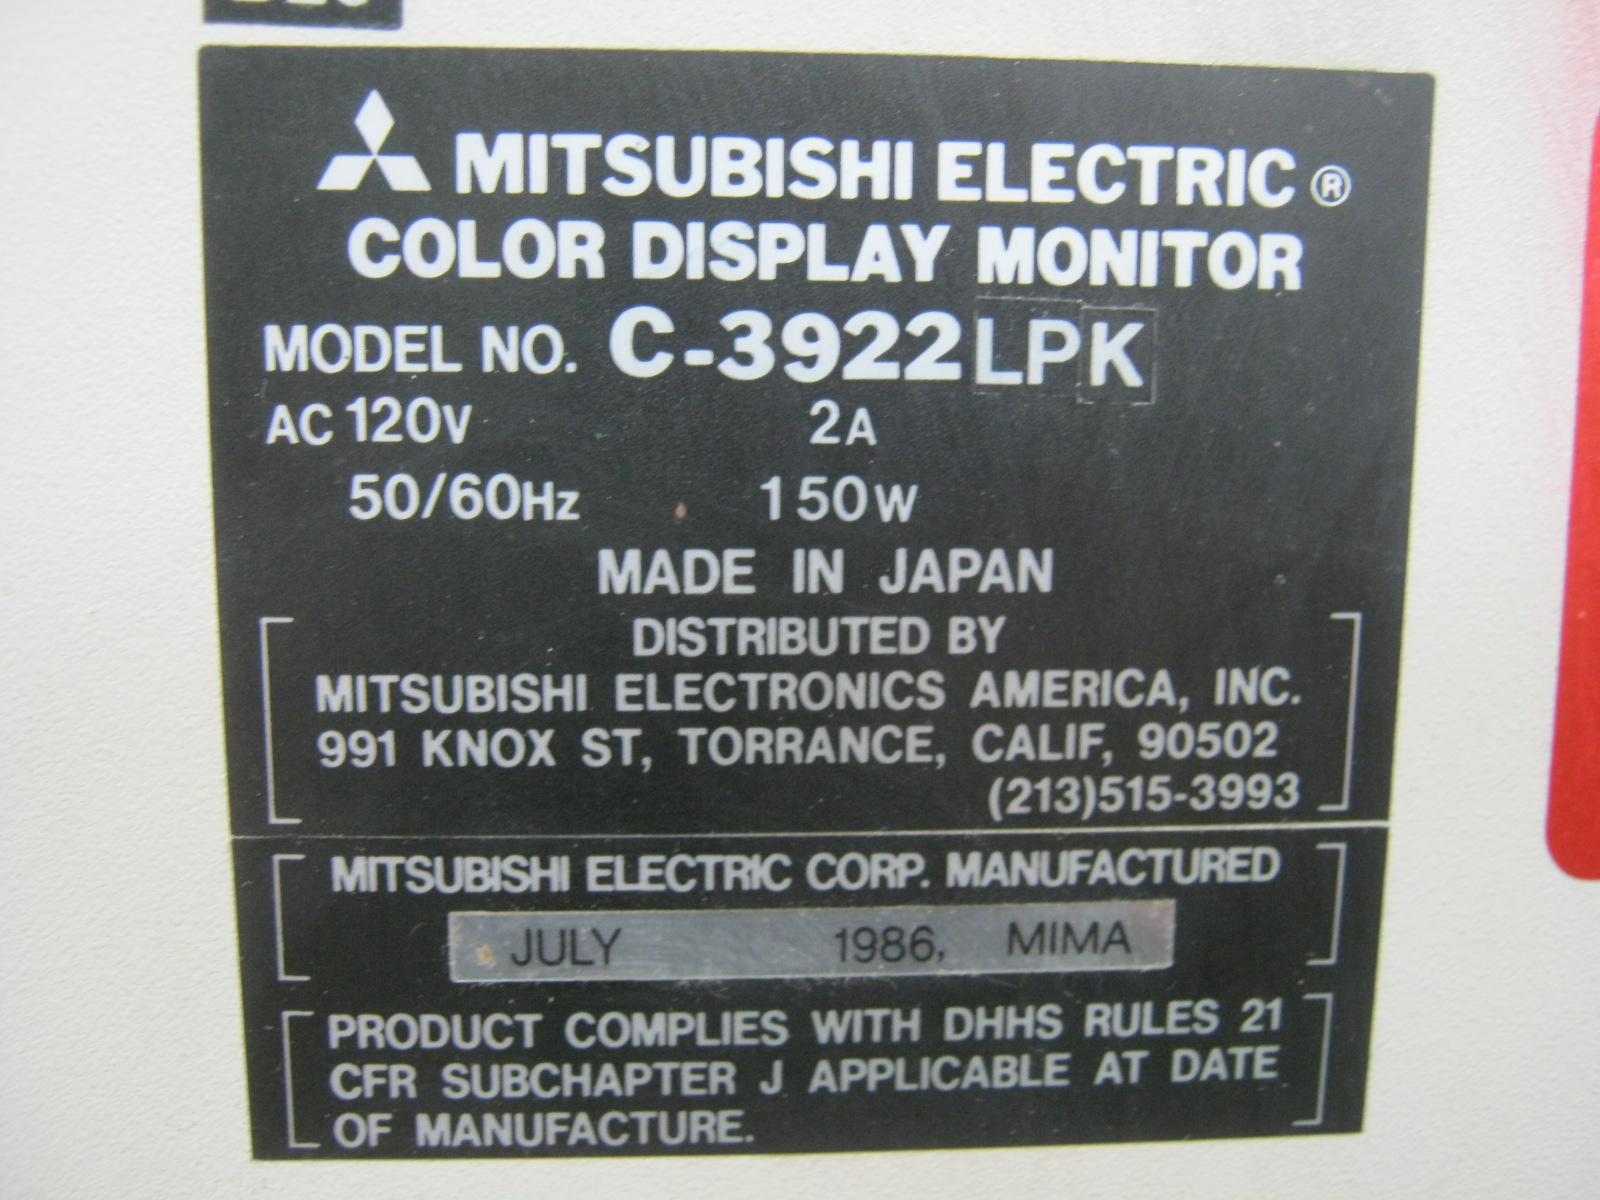 MITSUBISHI ELECTRIC ®
COLOR DISPLAY MONITOR
MODEL NO. C-3922LPK
AC 120V 2A
50/60Hz 150W
MADE IN JAPAN
DISTRIBUTED BY
MITSUBISHI ELECTRONICS AMERICA, INC.
991 KNOX ST, TORRANCE, CALIF, 90502
(213)515-3993
MITSUBISHI ELECTRIC CORP. MANUFACTURED
JULY 1986, MIMA
PRODUCT COMPLIES WITH DHHS RULES 21
CFR SUBCHAPTER J APPLICABLE AT DATE
OF MANUFACTURE.